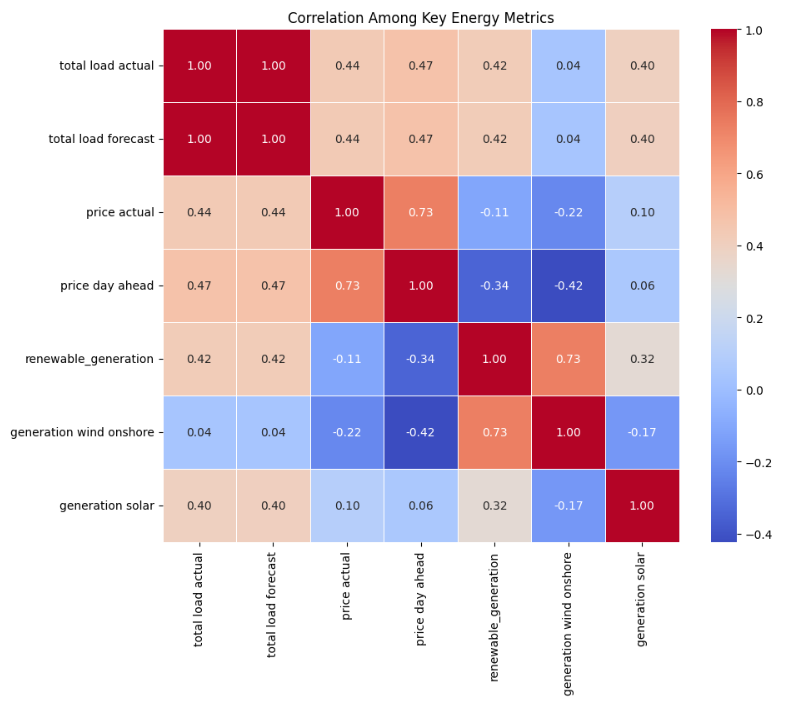 Correlation Among Key Energy Metrics
total load actual 1.00 1.00 0.44 0.47 0.42 0.04 0.40
total load forecast 1.00 1.00 0.44 0.47 0.42 0.04 0.40
price actual 0.44 0.44 1.00 0.73 -0.11 -0.22 0.10
price day ahead 0.47 0.47 0.73 1.00 -0.34 -0.42 0.06
renewable_generation 0.42 0.42 -0.11 -0.34 1.00 0.73 0.32
generation wind onshore 0.04 0.04 -0.22 -0.42 0.73 1.00 -0.17
generation solar 0.40 0.40 0.10 0.06 0.32 -0.17 1.00
total load actual
total load forecast
price actual
price day ahead
renewable_generation
generation wind onshore
generation solar
1.0
0.8
0.6
0.4
0.2
0.0
−0.2
−0.4